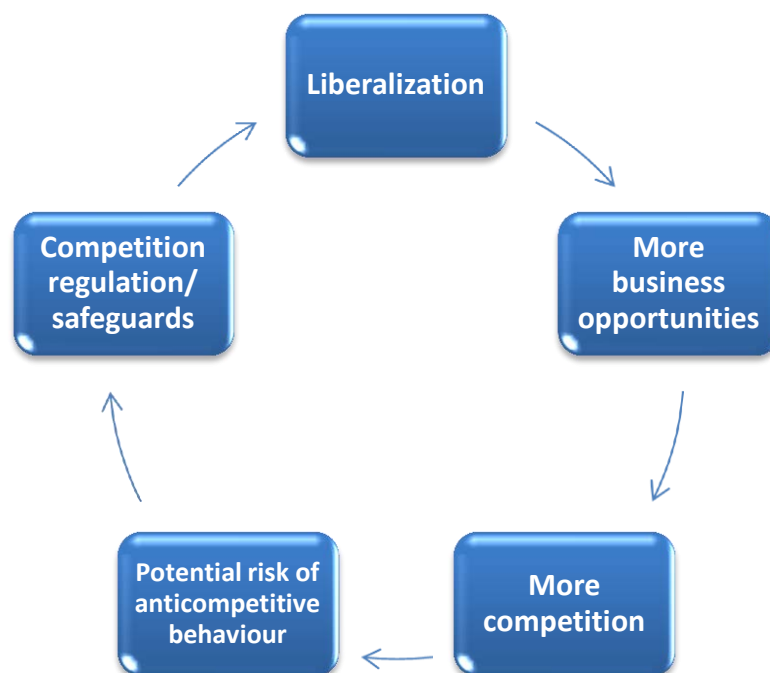 Liberalization
More
business
opportunities
More
competition
Potential risk of
anticompetitive
behaviour
Competition
regulation/
safeguards